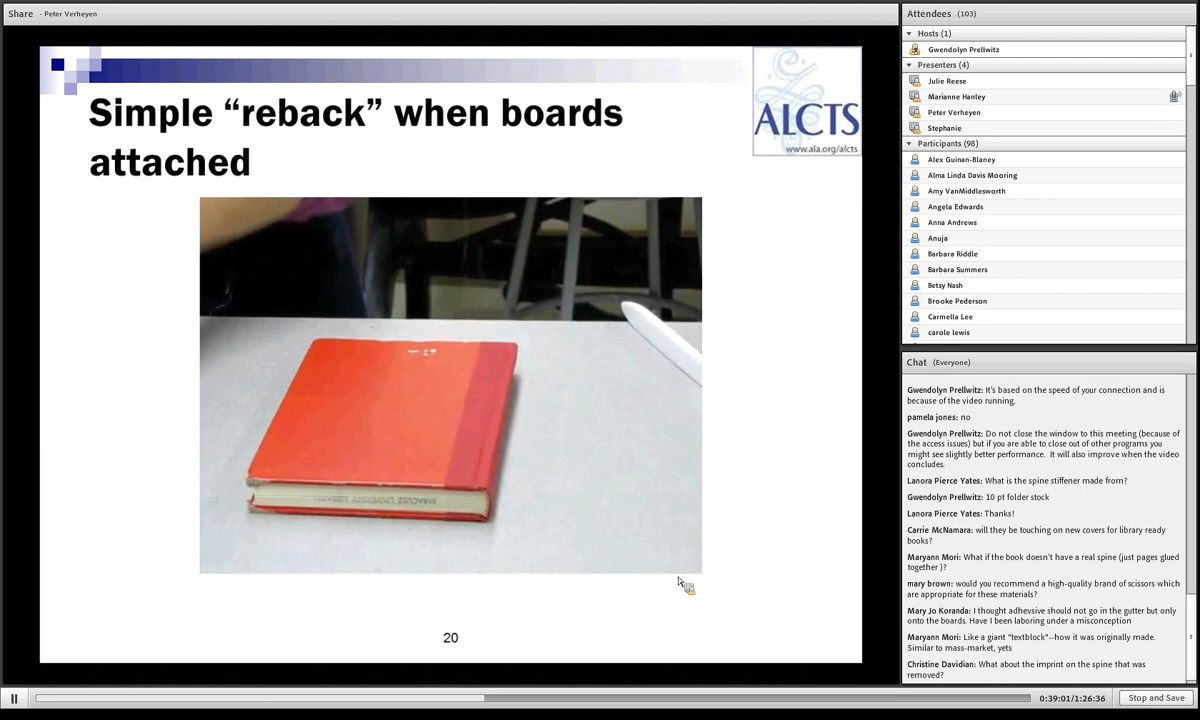 Share - Peter Verheyen
Simple “reback” when boards
attached
ALCTS
www.ala.org/alcts
SYRACUSE UNIVERSITY
20
Attendees (103)
Hosts (1)
Gwendolyn Prellwitz
Presenters (4)
Julie Reese
Marianne Hanley
Peter Verheyen
Stephanie
Participants (98)
Alex Guinan-Blaney
Alma Linda Davis Mooring
Amy VanMiddlesworth
Angela Edwards
Anna Andrews
Anuja
Barbara Riddle
Barbara Summers
Betsy Nash
Brooke Pederson
Carmella Lee
carole lewis
Chat (Everyone)
Gwendolyn Prellwitz: It's based on the speed of your connection and is
because of the video running.
pamela jones: no
Gwendolyn Prellwitz: Do not close the window to this meeting (because of
the access issues) but if you are able to close out of other programs you
might see slightly better performance. It will also improve when the video
concludes.
Lanora Pierce Yates: What is the spine stiffener made from?
Gwendolyn Prellwitz: 10 pt folder stock
Lanora Pierce Yates: Thanks!
Carrie McNamara: will they be touching on new covers for library ready
books?
Maryann Mori: What if the book doesn't have a real spine (just pages glued
together )?
mary brown: would you recommend a high-quality brand of scissors which
are appropriate for these materials?
Mary Jo Koranda: I thought adhevsive should not go in the gutter but only
onto the boards. Have I been laboring under a misconception
Maryann Mori: Like a giant "textblock"--how it was originally made.
Similar to mass-market, yets
Christine Davidian: What about the imprint on the spine that was
removed?
0:39:01/1:26:36
Stop and Save